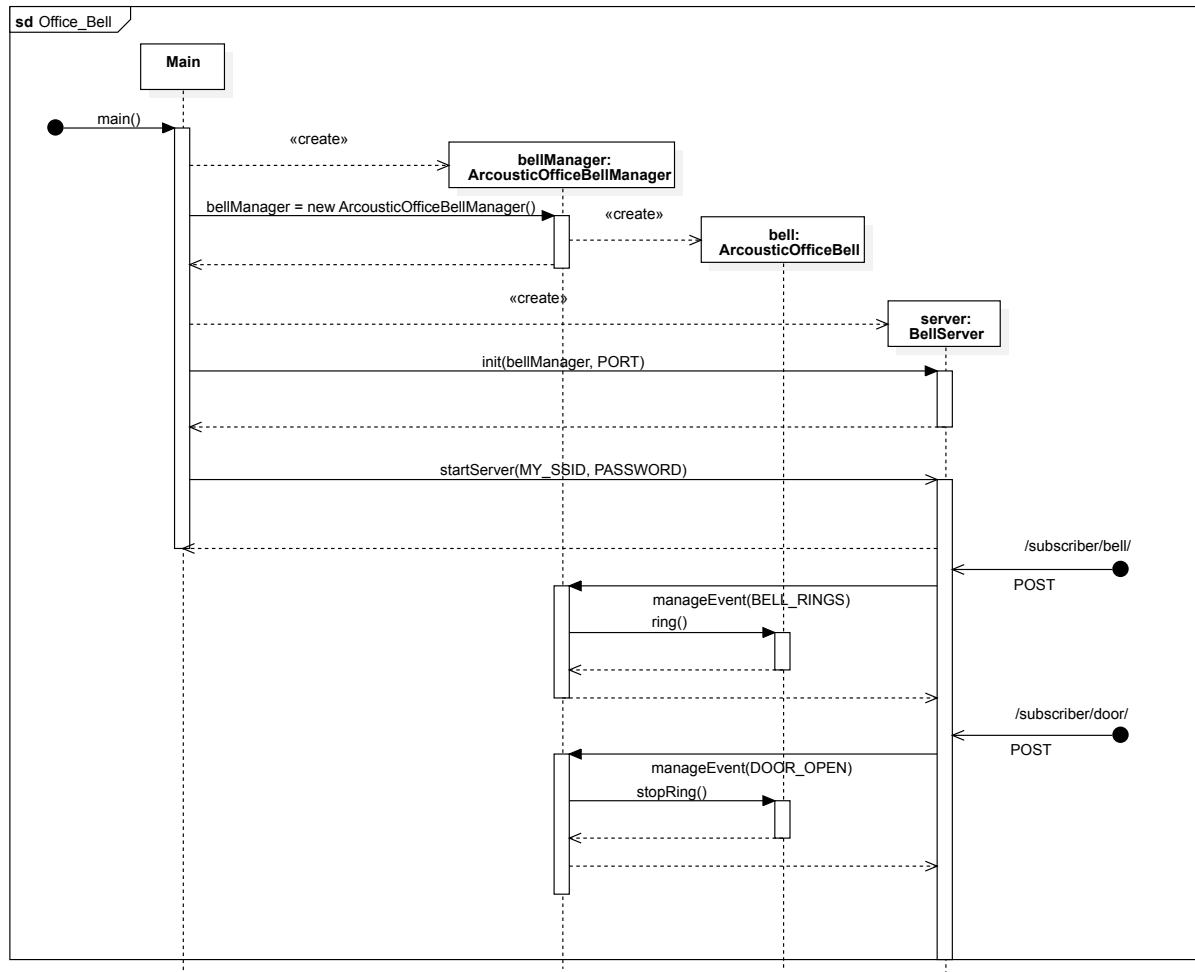 sd Office_Bell
Main
main()
«create»
bellManager:
ArcousticOfficeBellManager
bellManager = new ArcousticOfficeBellManager()
«create»
bell:
ArcousticOfficeBell
«create»
server:
BellServer
init(bellManager, PORT)
startServer(MY_SSID, PASSWORD)
/subscriber/bell/
POST
manageEvent(BELL_RINGS)
ring()
/subscriber/door/
POST
manageEvent(DOOR_OPEN)
stopRing()